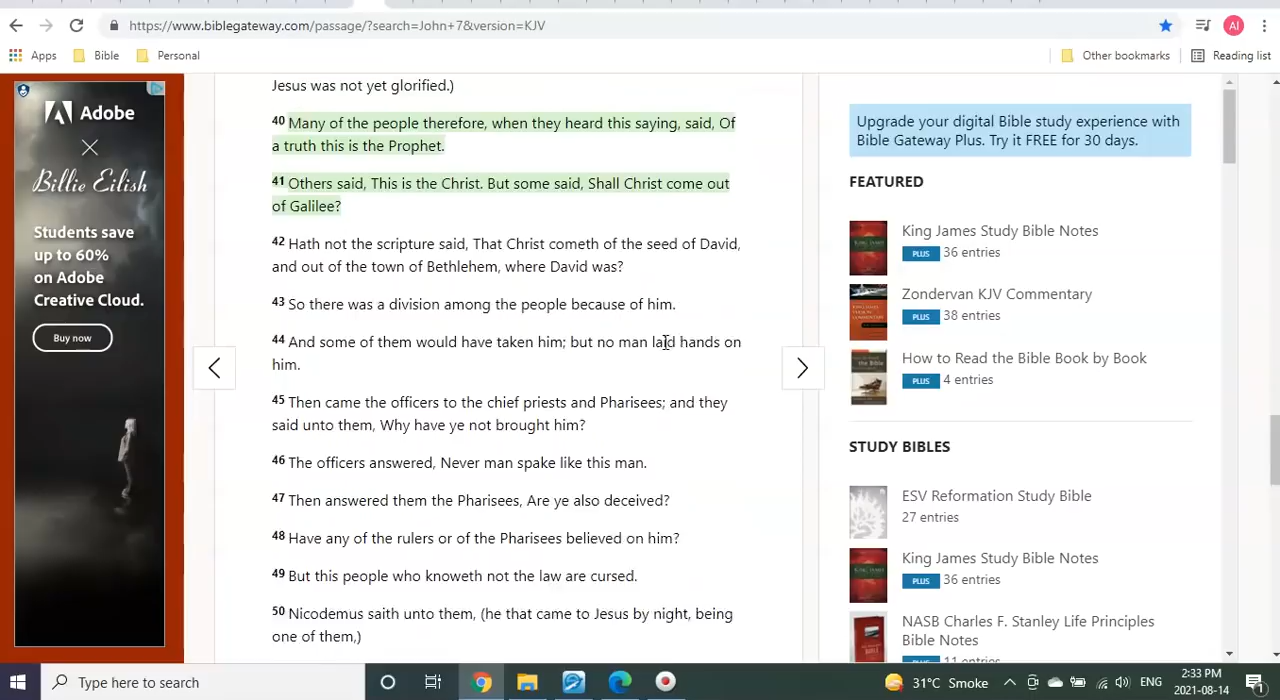 https://www.biblegateway.com/passage/?search=John+7&version=KJV
AI
Apps
Bible
Personal
Other bookmarks
Reading list
Adobe
Billie Eilish
Students save
up to 60%
on Adobe
Creative Cloud.
Buy now
Jesus was not yet glorified.)
40 Many of the people therefore, when they heard this saying, said, Of
a truth this is the Prophet.
41 Others said, This is the Christ. But some said, Shall Christ come out
of Galilee?
42 Hath not the scripture said, That Christ cometh of the seed of David,
and out of the town of Bethlehem, where David was?
43 So there was a division among the people because of him.
44 And some of them would have taken him; but no man laid hands on
him.
45 Then came the officers to the chief priests and Pharisees; and they
said unto them, Why have ye not brought him?
46 The officers answered, Never man spake like this man.
47 Then answered them the Pharisees, Are ye also deceived?
48 Have any of the rulers or of the Pharisees believed on him?
49 But this people who knoweth not the law are cursed.
50 Nicodemus saith unto them, (he that came to Jesus by night, being
one of them,)
Upgrade your digital Bible study experience with
Bible Gateway Plus. Try it FREE for 30 days.
FEATURED
King James Study Bible Notes
PLUS 36 entries
Zondervan KJV Commentary
PLUS 38 entries
How to Read the Bible Book by Book
PLUS 4 entries
STUDY BIBLES
ESV Reformation Study Bible
27 entries
King James Study Bible Notes
PLUS 36 entries
NASB Charles F. Stanley Life Principles
Bible Notes
PLUS 11 entries
Type here to search
31°C Smoke
ENG
2:33 PM
2021-08-14